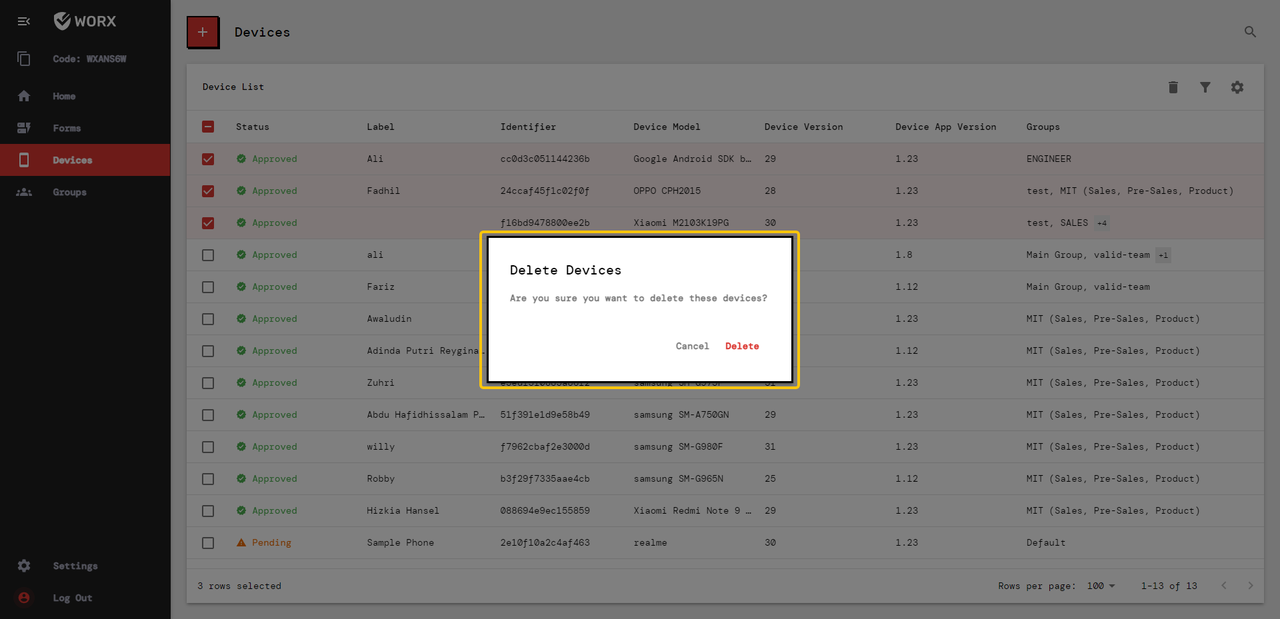 WORX
Devices
Code: WXANS6W
Device List
Home
Forms
Devices
Groups
Status Label Identifier Device Model Device Version Device App Version Groups
Approved Ali cc0d3c051144236b Google Android SDK b… 29 1.23 ENGINEER
Approved Fadhil 24ccaf45f1c02f0f OPPO CPH2015 28 1.23 test, MIT (Sales, Pre-Sales, Product)
Approved f16bd9478800ee2b Xiaomi M2103K19PG 30 1.23 test, SALES +4
Approved ali 1.8 Main Group, valid-team +1
Approved Fariz 1.12 Main Group, valid-team
Approved Awaludin 1.23 MIT (Sales, Pre-Sales, Product)
Approved Adinda Putri Reygina… 1.12 MIT (Sales, Pre-Sales, Product)
Approved Zuhri 1.23 MIT (Sales, Pre-Sales, Product)
Approved Abdu Hafidhissalam P… 51f391e1d9e58b49 samsung SM-A750GN 29 1.23 MIT (Sales, Pre-Sales, Product)
Approved willy f7962cbaf2e3000d samsung SM-G980F 31 1.23 MIT (Sales, Pre-Sales, Product)
Approved Robby b3f29f7335aae4cb samsung SM-G965N 25 1.12 MIT (Sales, Pre-Sales, Product)
Approved Hizkia Hansel 088694e9ec155859 Xiaomi Redmi Note 9 … 29 1.23 MIT (Sales, Pre-Sales, Product)
Pending Sample Phone 2e10f10a2c4af463 realme 30 1.23 Default
Delete Devices
Are you sure you want to delete these devices?
Cancel Delete
3 rows selected Rows per page: 100 1-13 of 13
Settings
Log Out